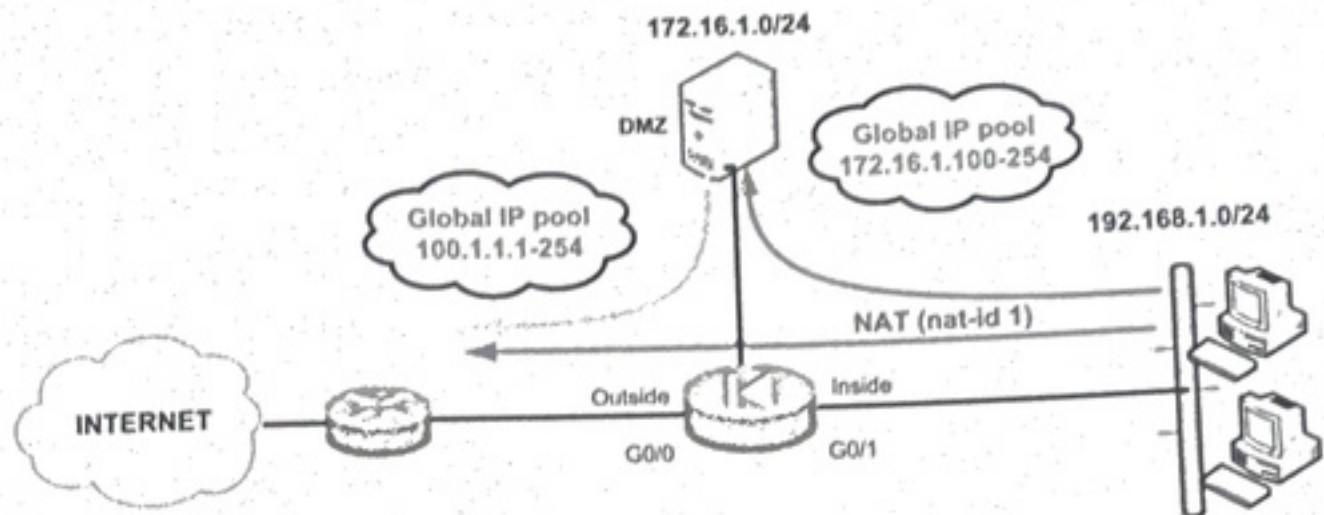 172.16.1.0/24
DMZ
Global IP pool
172.16.1.100-254
Global IP pool
100.1.1.1-254
192.168.1.0/24
NAT (nat-id 1)
INTERNET
Outside
Inside
G0/0
G0/1